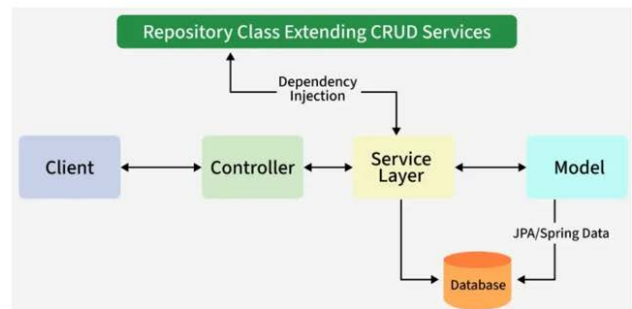 Repository Class Extending CRUD Services
Dependency
Injection
Client
Controller
Service
Layer
Model
JPA/Spring Data
Database